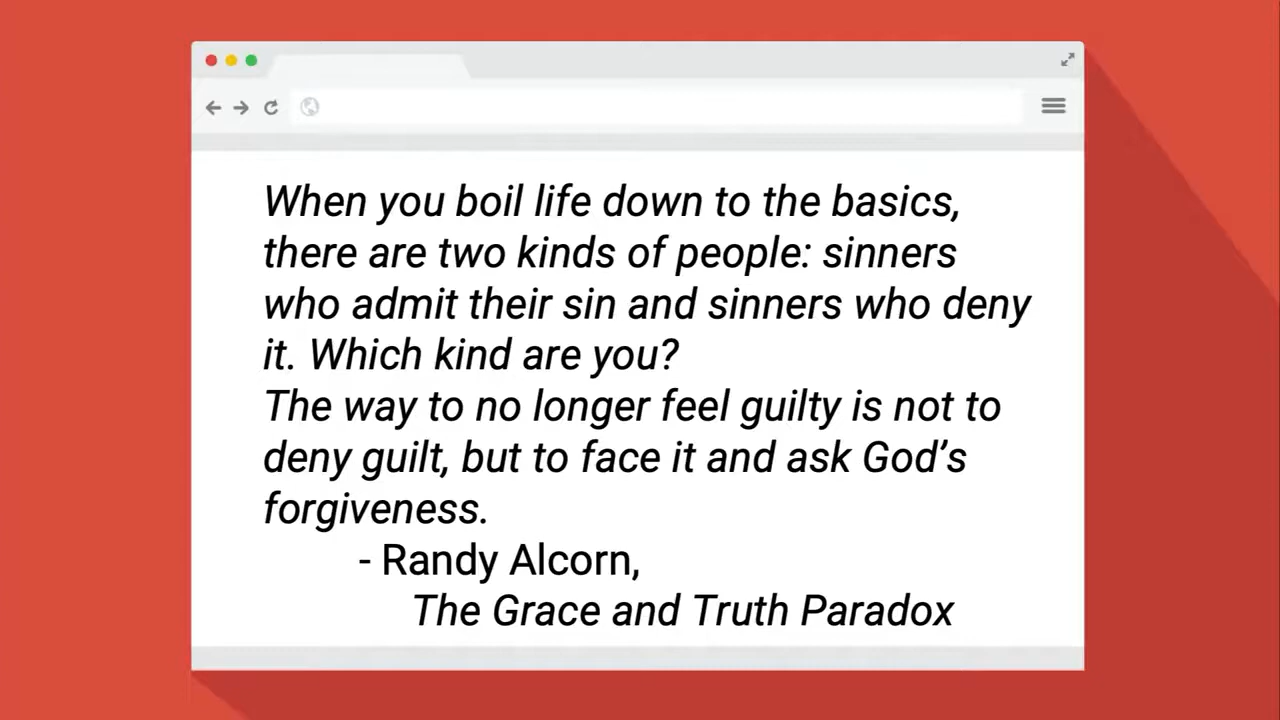 When you boil life down to the basics,
there are two kinds of people: sinners
who admit their sin and sinners who deny
it. Which kind are you?
The way to no longer feel guilty is not to
deny guilt, but to face it and ask God’s
forgiveness.
- Randy Alcorn,
The Grace and Truth Paradox